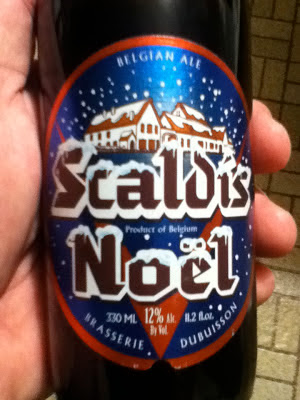 BELGIAN ALE
Scaldis
Product of Belgium
Noël
330 ML 12% Alc. 11.2 fl.oz.
By Vol.
BRASSERIE DUBUISSON